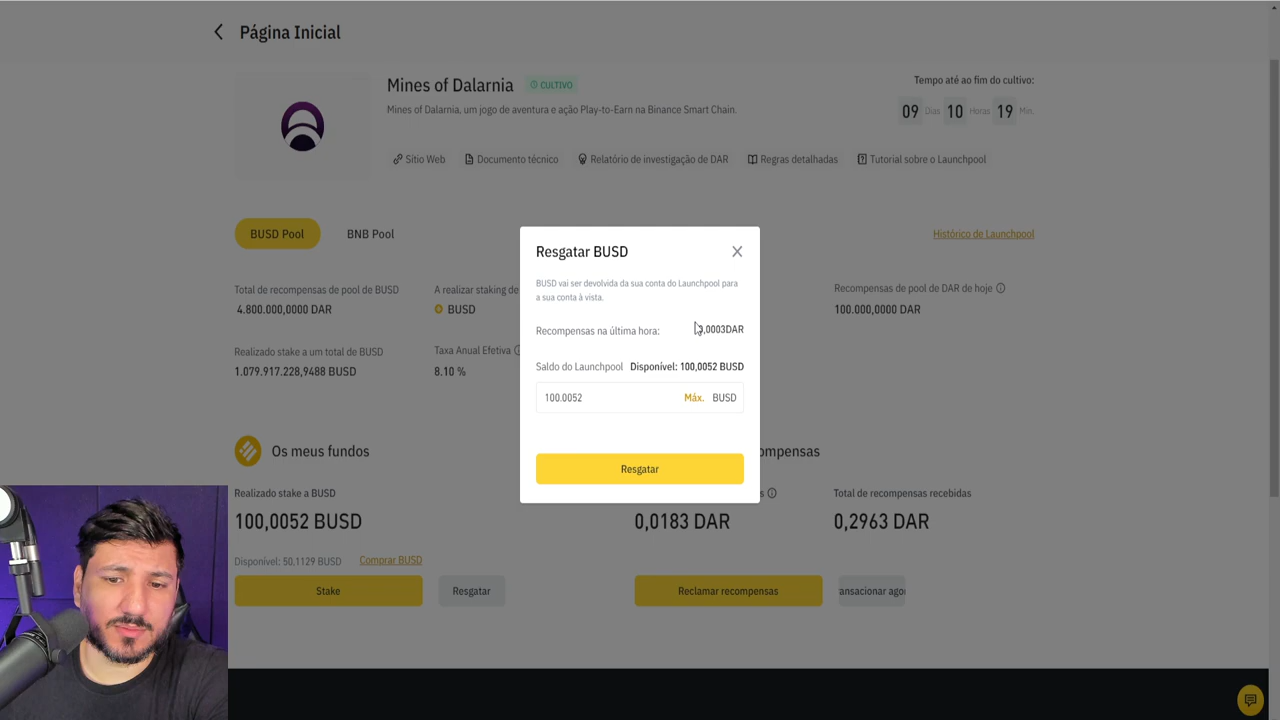 Página Inicial
Mines of Dalarnia
CULTIVO
Mines of Dalarnia, um jogo de aventura e ação Play-to-Earn na Binance Smart Chain.
Tempo até ao fim do cultivo:
09 Dias 10 Horas 19 Min.
Sítio Web
Documento técnico
Relatório de investigação de DAR
Regras detalhadas
Tutorial sobre o Launchpool
BUSD Pool
BNB Pool
Histórico de Launchpool
Total de recompensas de pool de BUSD
4.800.000,0000 DAR
A realizar staking de
BUSD
Recompensas de pool de DAR de hoje
100.000,0000 DAR
Realizado stake a um total de BUSD
1.079.917.228,9488 BUSD
Taxa Anual Efetiva
8.10 %
Resgatar BUSD
BUSD vai ser devolvida da sua conta do Launchpool para
a sua conta à vista.
Recompensas na última hora:
,0003DAR
Saldo do Launchpool
Disponível: 100,0052 BUSD
100.0052
Máx.
BUSD
Resgatar
Os meus fundos
Realizado stake a BUSD
100,0052 BUSD
Disponível: 50,1129 BUSD
Comprar BUSD
Stake
Resgatar
0,0183 DAR
Reclamar recompensas
Total de recompensas recebidas
0,2963 DAR